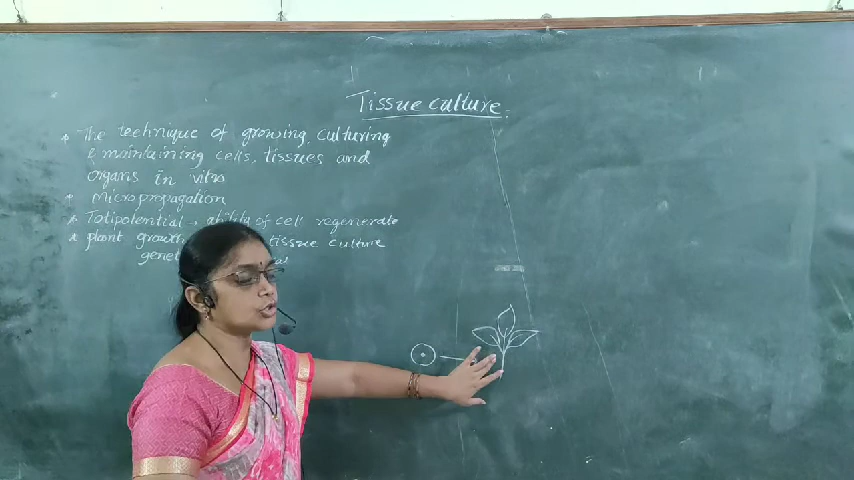 Tissue culture.
* The technique of growing, culturing
& maintaining cells, tissues and
organs in vitro
* Micropropagation
* Totipotential → ability of cell regenerate
* plant growth tissue culture